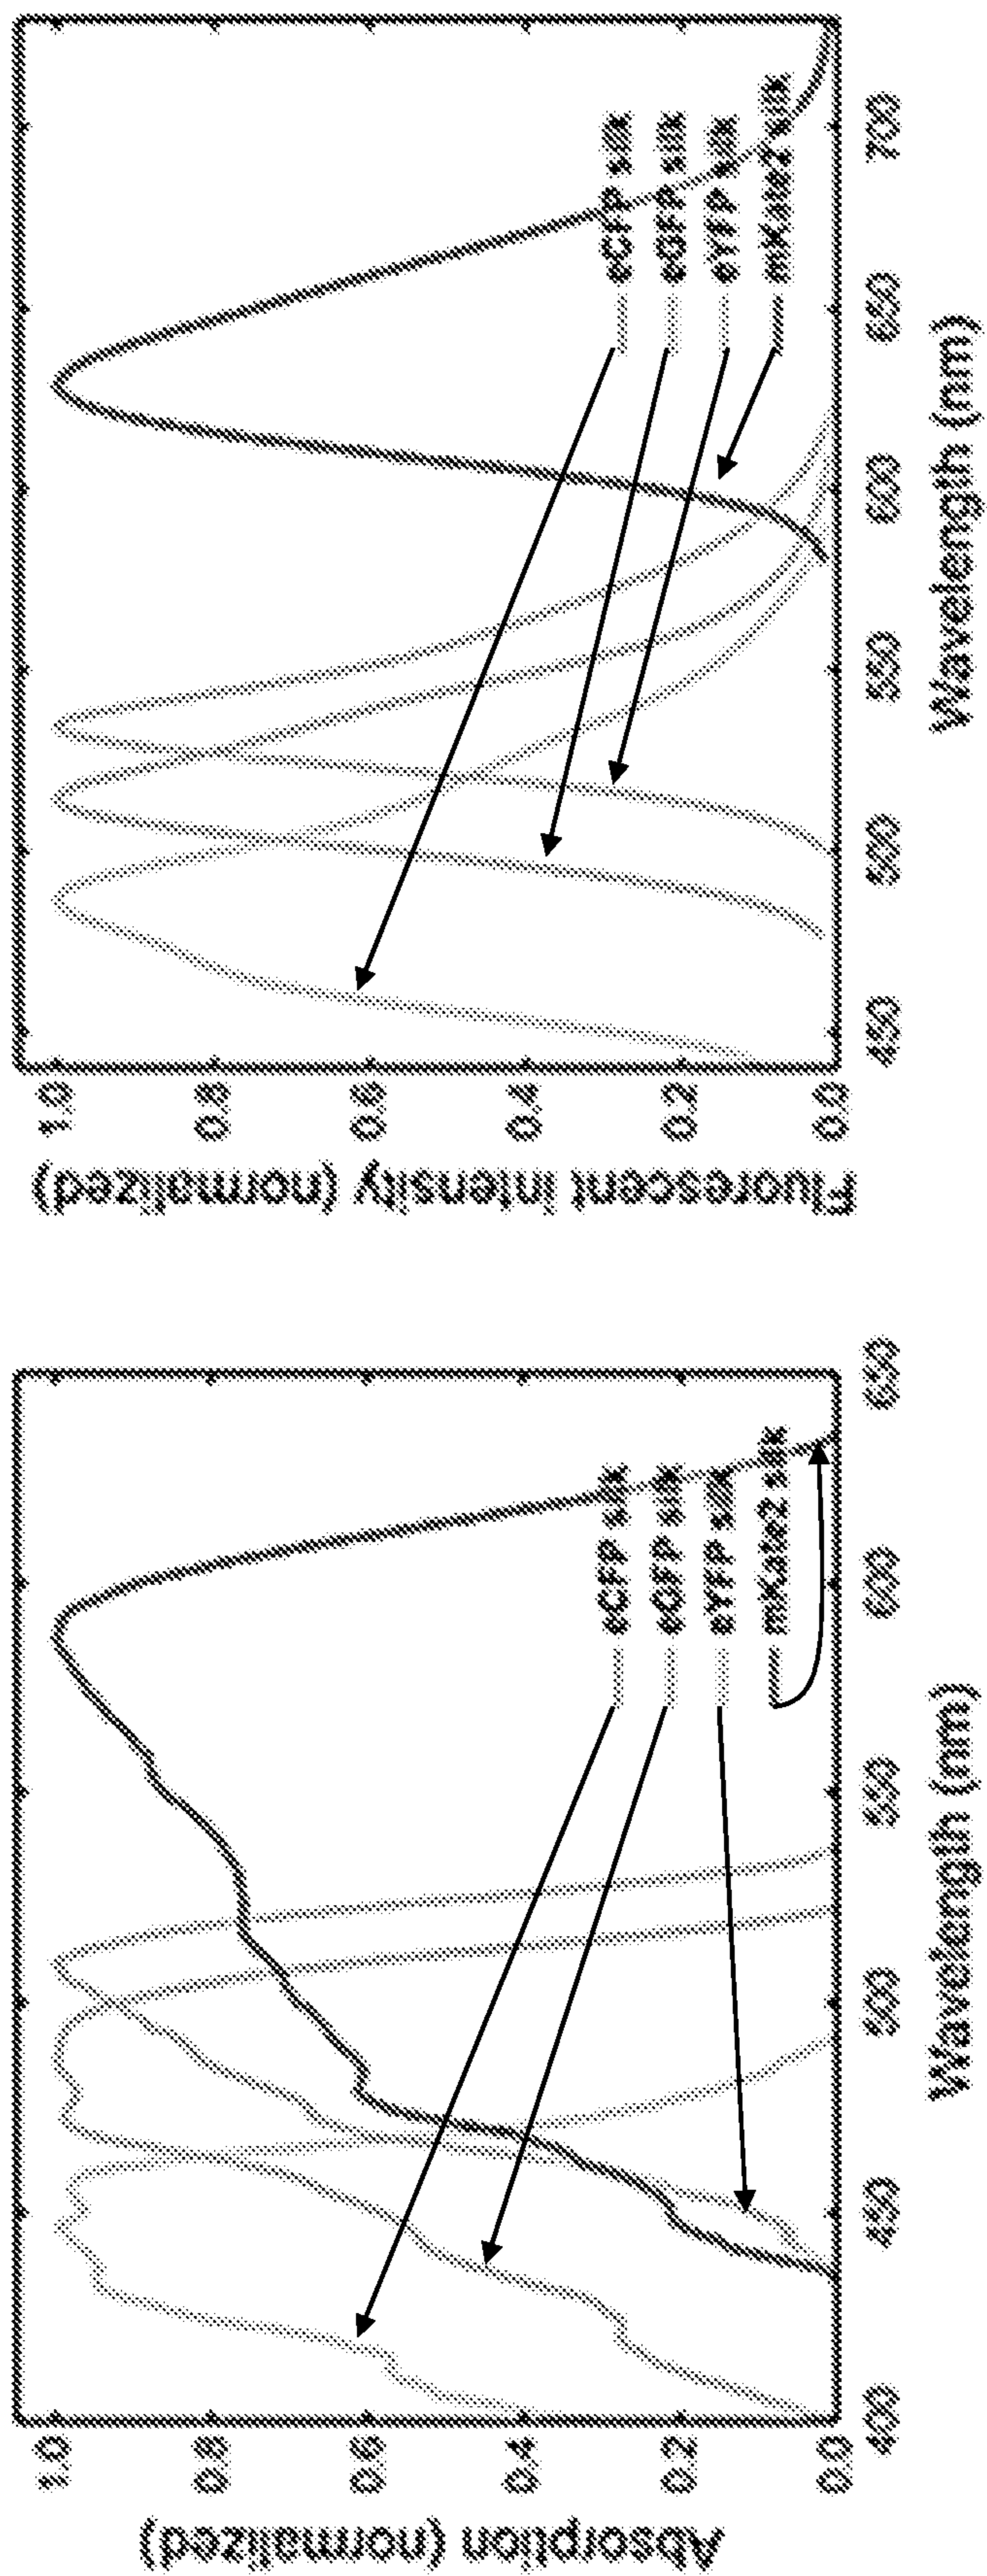 Absorption (normalized)
1.0
0.8
0.6
0.4
0.2
0.0
eCFP silk
eGFP silk
eYFP silk
mKate2 silk
400
450
500
550
600
650
Wavelength (nm)
Fluorescent intensity (normalized)
1.0
0.8
0.6
0.4
0.2
0.0
eCFP silk
eGFP silk
eYFP silk
mKate2 silk
450
500
550
600
650
700
Wavelength (nm)